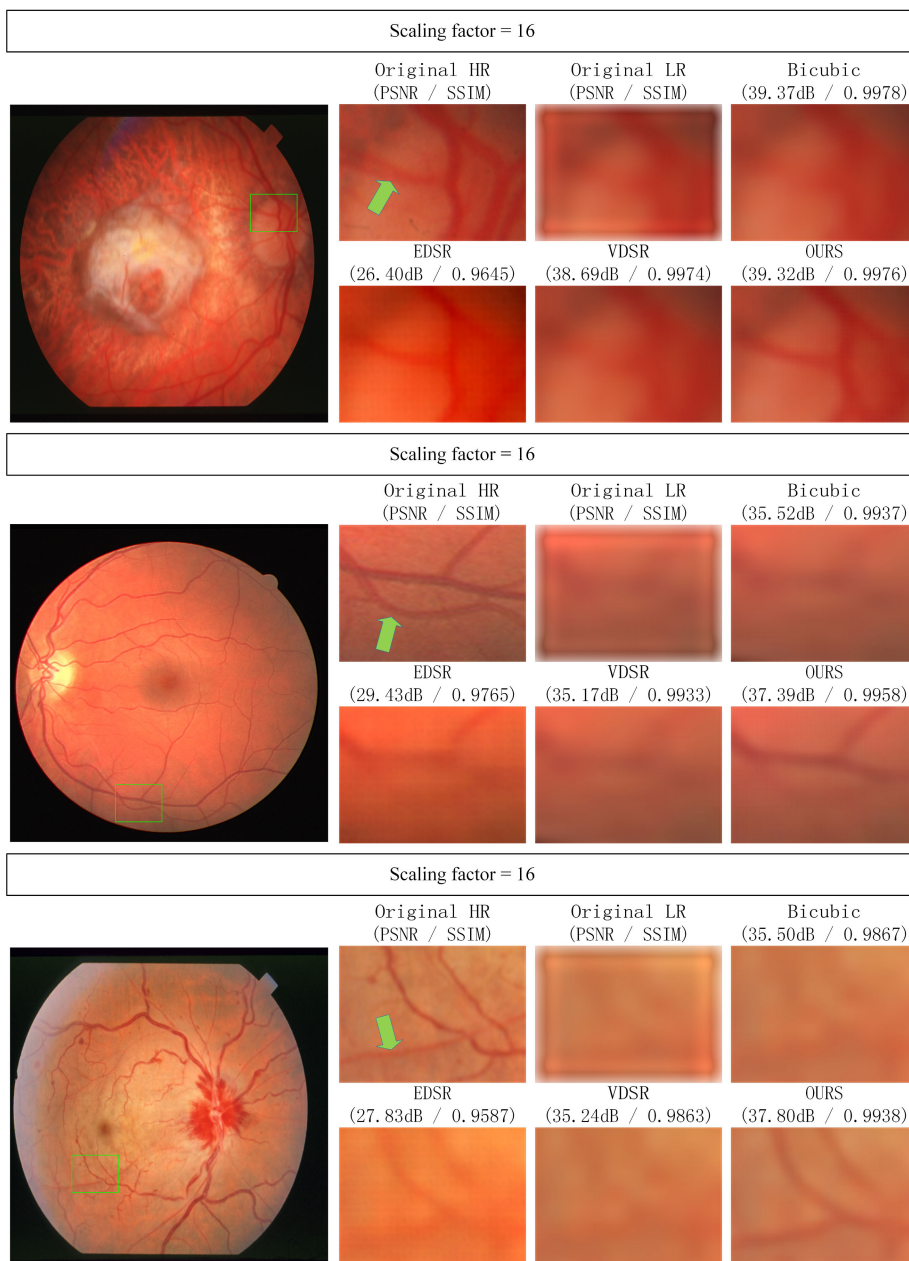 Scaling factor = 16
Original HR
(PSNR / SSIM)
Original LR
(PSNR / SSIM)
Bicubic
(39.37dB / 0.9978)
EDSR
(26.40dB / 0.9645)
VDSR
(38.69dB / 0.9974)
OURS
(39.32dB / 0.9976)
Scaling factor = 16
Original HR
(PSNR / SSIM)
Original LR
(PSNR / SSIM)
Bicubic
(35.52dB / 0.9937)
EDSR
(29.43dB / 0.9765)
VDSR
(35.17dB / 0.9933)
OURS
(37.39dB / 0.9958)
Scaling factor = 16
Original HR
(PSNR / SSIM)
Original LR
(PSNR / SSIM)
Bicubic
(35.50dB / 0.9867)
EDSR
(27.83dB / 0.9587)
VDSR
(35.24dB / 0.9863)
OURS
(37.80dB / 0.9938)